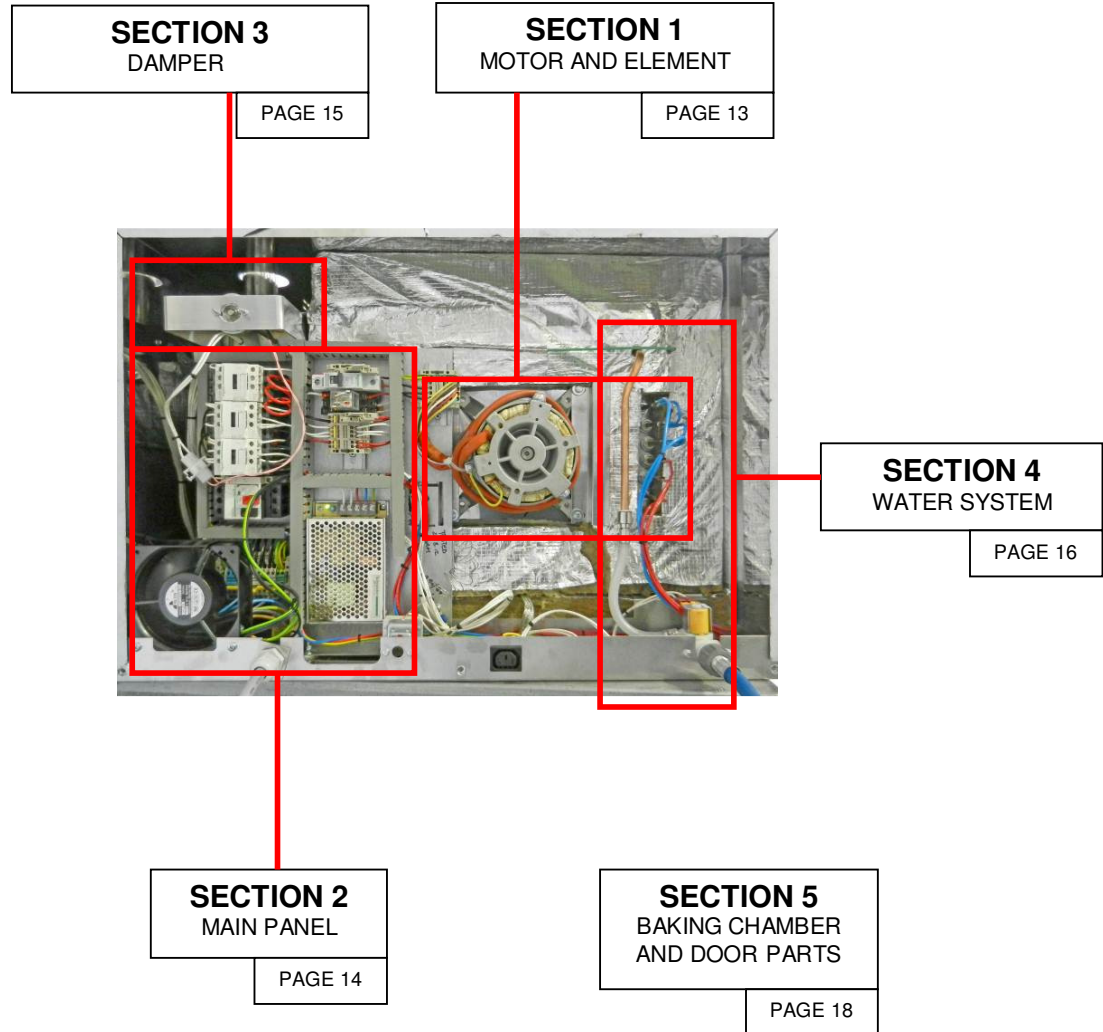 SECTION 3
DAMPER
PAGE 15
SECTION 1
MOTOR AND ELEMENT
PAGE 13
SECTION 4
WATER SYSTEM
PAGE 16
SECTION 2
MAIN PANEL
PAGE 14
SECTION 5
BAKING CHAMBER
AND DOOR PARTS
PAGE 18